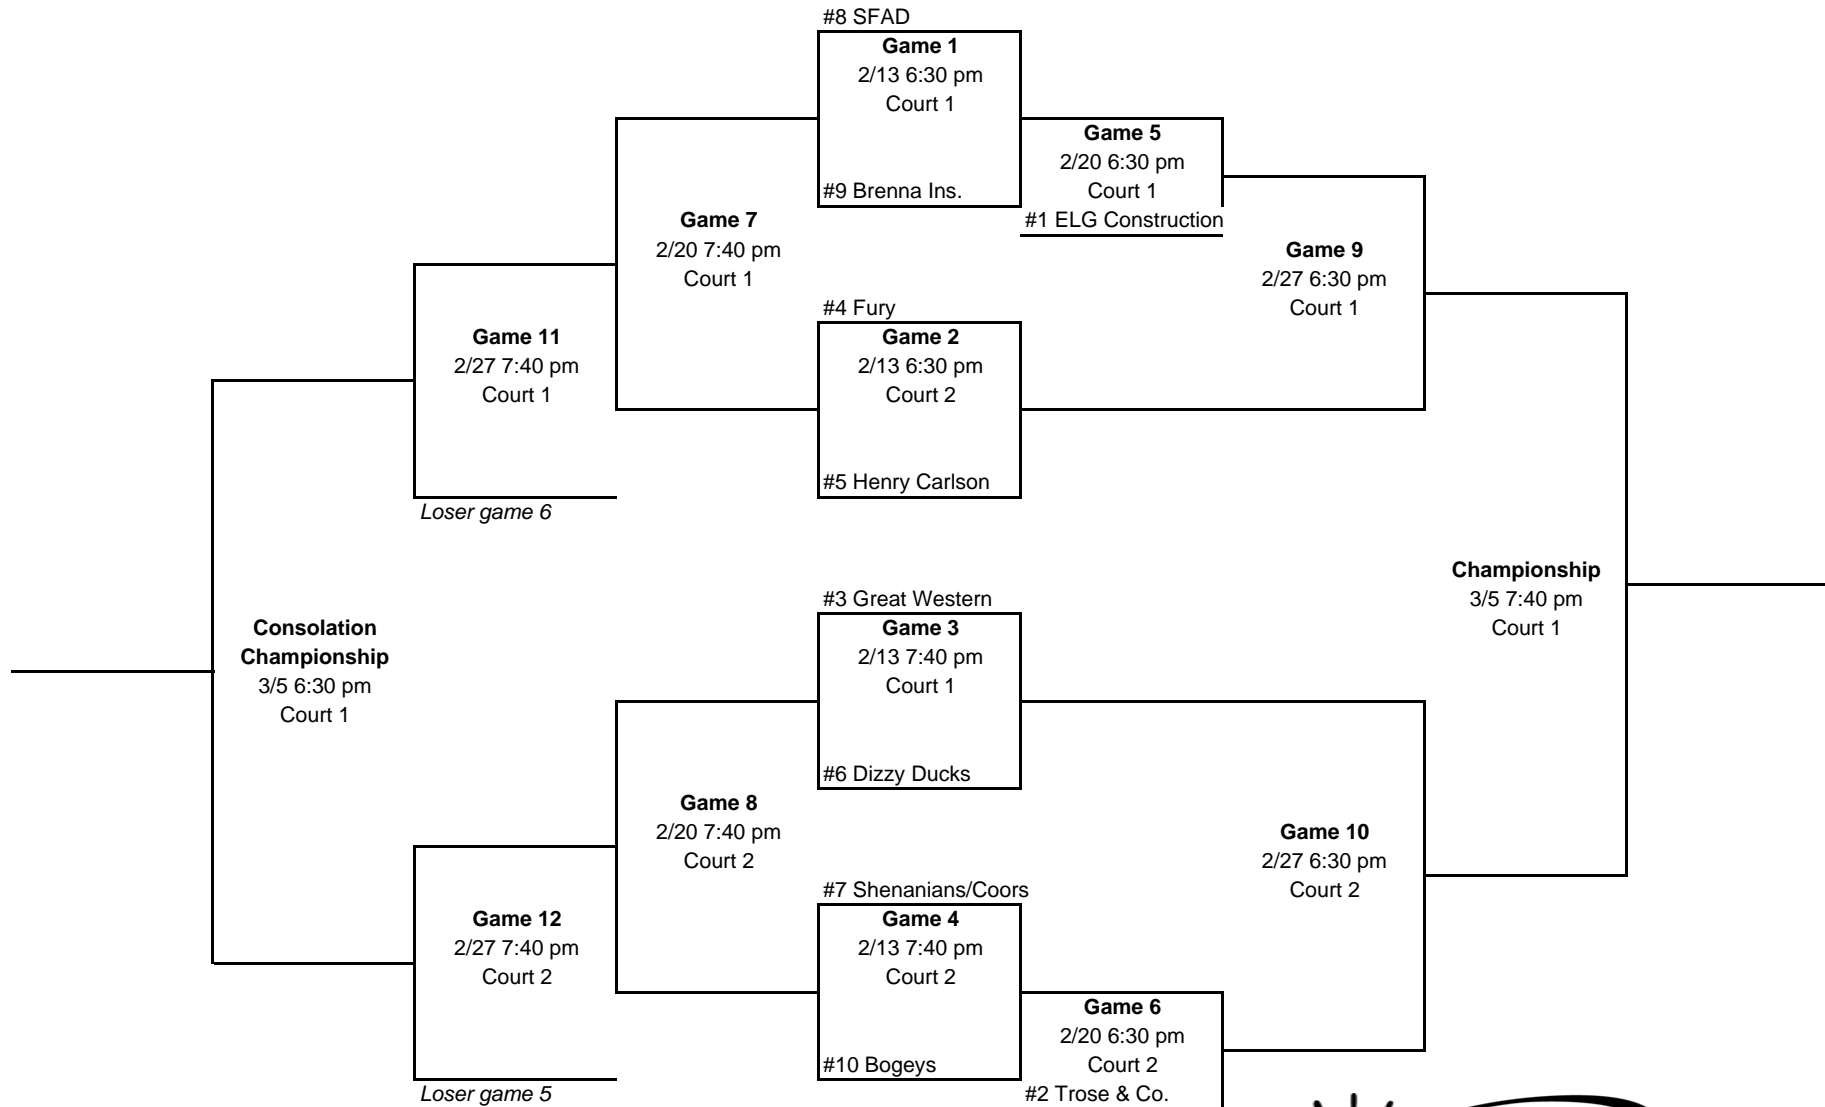 #8 SFAD
Game 1
2/13 6:30 pm
Court 1
#9 Brenna Ins.
Game 5
2/20 6:30 pm
Court 1
#1 ELG Construction
Game 7
2/20 7:40 pm
Court 1
Game 9
2/27 6:30 pm
Court 1
#4 Fury
Game 2
2/13 6:30 pm
Court 2
#5 Henry Carlson
Game 11
2/27 7:40 pm
Court 1
Loser game 6
Championship
3/5 7:40 pm
Court 1
Consolation
Championship
3/5 6:30 pm
Court 1
#3 Great Western
Game 3
2/13 7:40 pm
Court 1
#6 Dizzy Ducks
Game 8
2/20 7:40 pm
Court 2
Game 10
2/27 6:30 pm
Court 2
#7 Shenanians/Coors
Game 4
2/13 7:40 pm
Court 2
#10 Bogeys
Game 12
2/27 7:40 pm
Court 2
Loser game 5
Game 6
2/20 6:30 pm
Court 2
#2 Trose & Co.